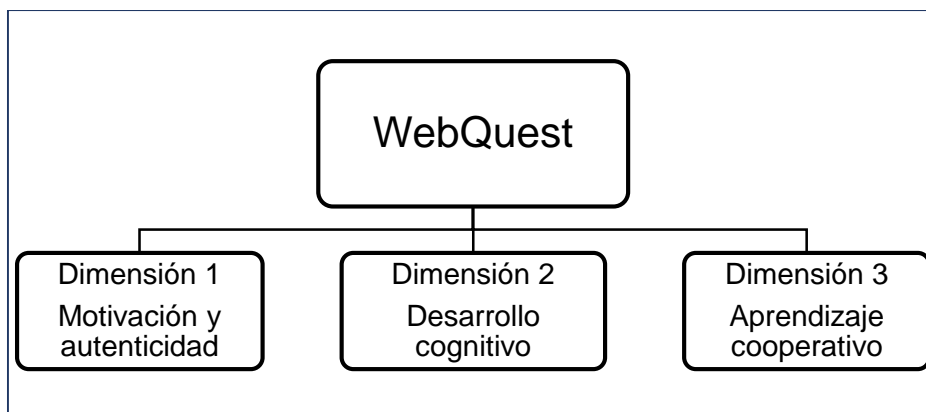 WebQuest
Dimensión 1
Motivación y
autenticidad
Dimensión 2
Desarrollo
cognitivo
Dimensión 3
Aprendizaje
cooperativo